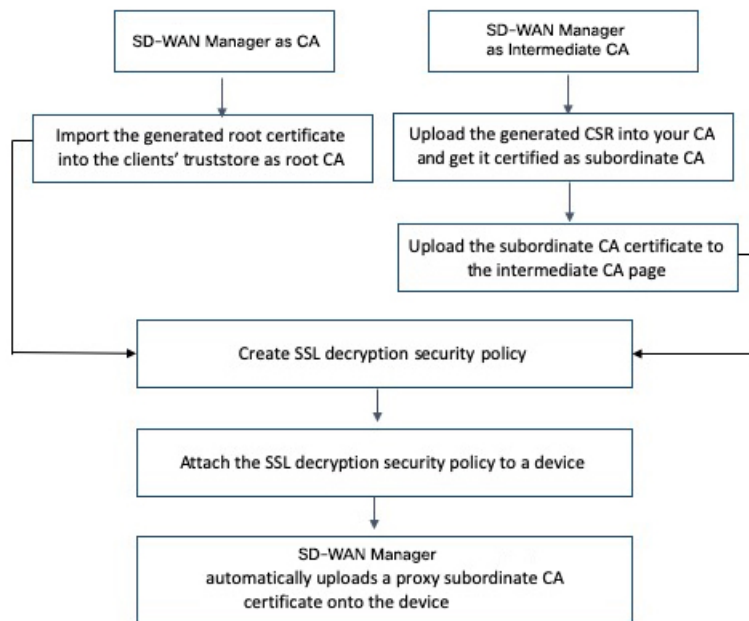 SD-WAN Manager as CA
SD-WAN Manager
as Intermediate CA
Import the generated root certificate
into the clients' truststore as root CA
Upload the generated CSR into your CA
and get it certified as subordinate CA
Upload the subordinate CA certificate to
the intermediate CA page
Create SSL decryption security policy
Attach the SSL decryption security policy to a device
SD-WAN Manager
automatically uploads a proxy subordinate CA
certificate onto the device